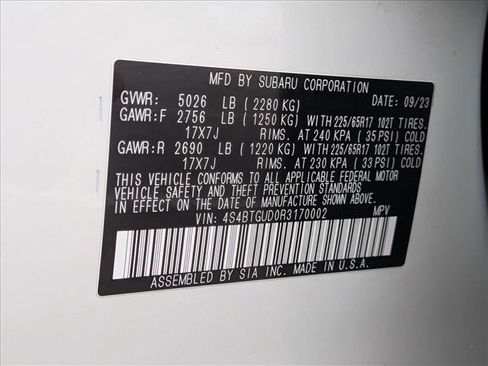 MFD BY SUBARU CORPORATION
GVWR: 5026 LB (2280 KG) DATE: 09/23
GAWR:F 2756 LB (1250 KG) WITH 225/65R17 102T TIRES.
17X7J RIMS. AT 240 KPA (35 PSI) COLD
GAWR:R 2690 LB (1220 KG) WITH 225/65R17 102T TIRES.
17X7J RIMS. AT 230 KPA (33 PSI) COLD
THIS VEHICLE CONFORMS TO ALL APPLICABLE FEDERAL MOTOR
VEHICLE SAFETY AND THEFT PREVENTION STANDARDS
IN EFFECT ON THE DATE OF MANUFACTURE SHOWN ABOVE.
VIN: 4S4BTGUD0R3170002 MPV
ASSEMBLED BY SIA INC. MADE IN U.S.A.